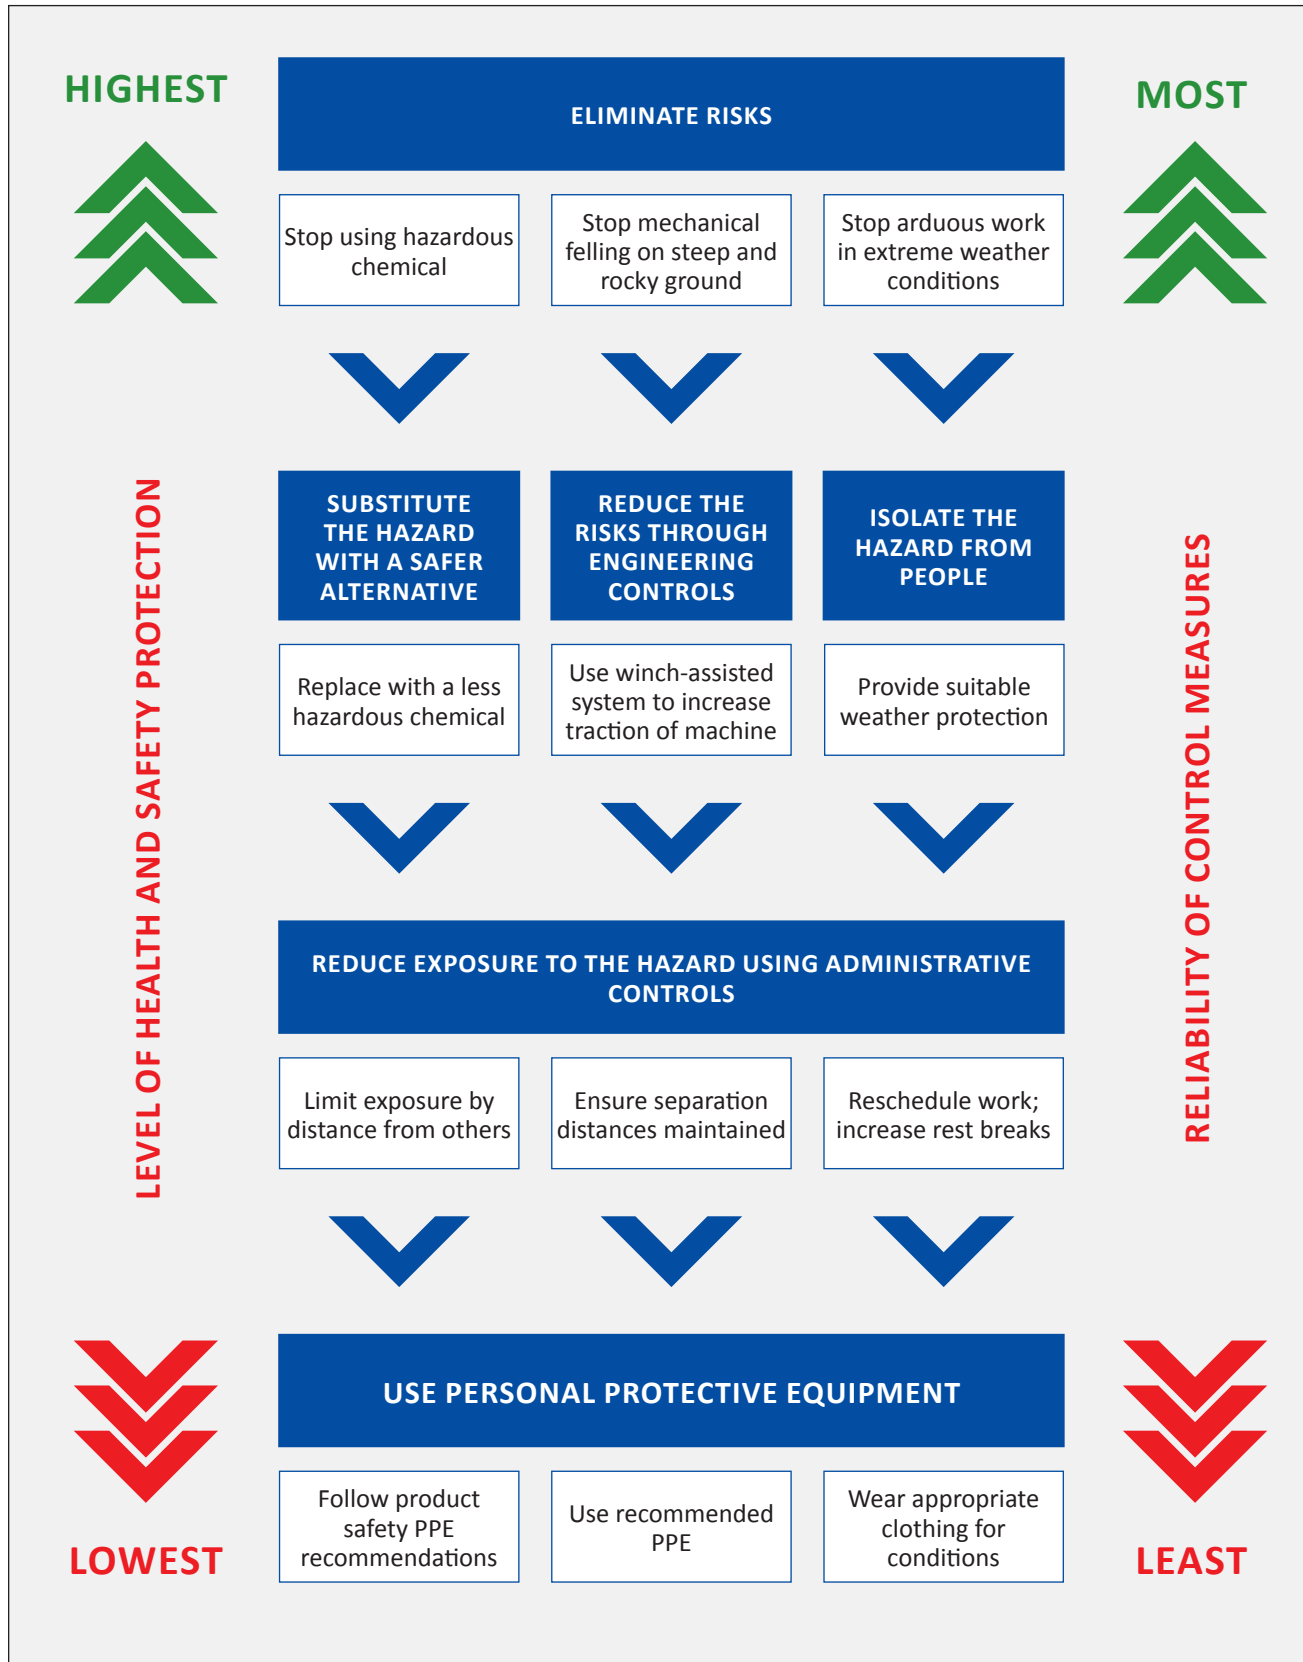 HIGHEST
MOST
ELIMINATE RISKS
Stop using hazardous
chemical
Stop mechanical
felling on steep and
rocky ground
Stop arduous work
in extreme weather
conditions
LEVEL OF HEALTH AND SAFETY PROTECTION
RELIABILITY OF CONTROL MEASURES
SUBSTITUTE
THE HAZARD
WITH A SAFER
ALTERNATIVE
REDUCE THE
RISKS THROUGH
ENGINEERING
CONTROLS
ISOLATE THE
HAZARD FROM
PEOPLE
Replace with a less
hazardous chemical
Use winch-assisted
system to increase
traction of machine
Provide suitable
weather protection
REDUCE EXPOSURE TO THE HAZARD USING ADMINISTRATIVE
CONTROLS
Limit exposure by
distance from others
Ensure separation
distances maintained
Reschedule work;
increase rest breaks
USE PERSONAL PROTECTIVE EQUIPMENT
Follow product
safety PPE
recommendations
Use recommended
PPE
Wear appropriate
clothing for
conditions
LOWEST
LEAST